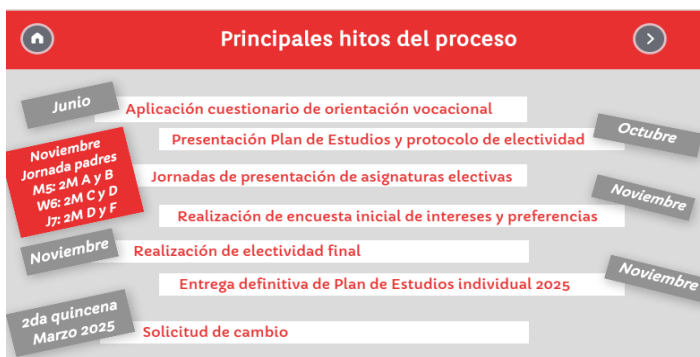 Principales hitos del proceso
Junio
Aplicación cuestionario de orientación vocacional
Presentación Plan de Estudios y protocolo de electividad
Octubre
Noviembre
Jornada padres
M5: 2M A y B
W6: 2M C y D
J7: 2M D y F
Jornadas de presentación de asignaturas electivas
Realización de encuesta inicial de intereses y preferencias
Noviembre
Noviembre
Realización de electividad final
Entrega definitiva de Plan de Estudios individual 2025
Noviembre
2da quincena
Marzo 2025
Solicitud de cambio